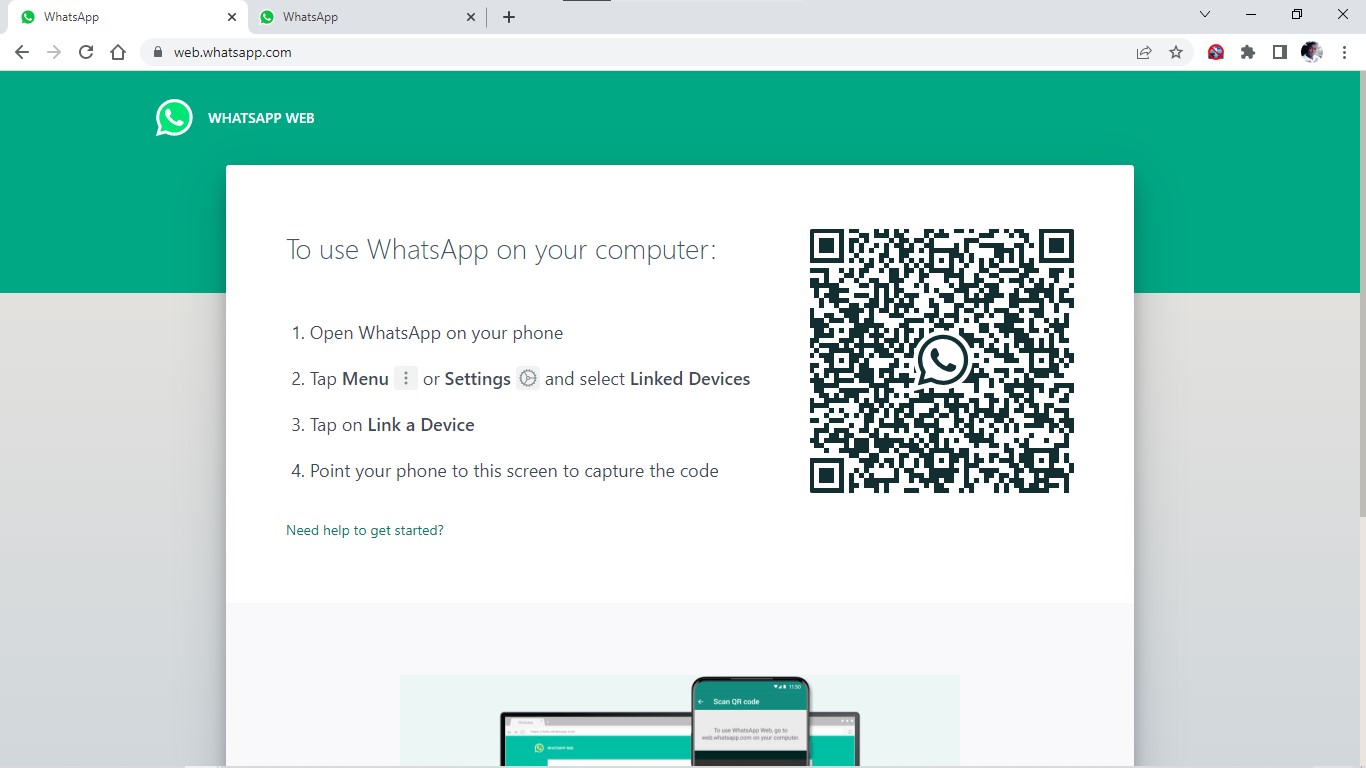 WhatsApp
WhatsApp
web.whatsapp.com
WHATSAPP WEB
To use WhatsApp on your computer:
1. Open WhatsApp on your phone
2. Tap Menu or Settings and select Linked Devices
3. Tap on Link a Device
4. Point your phone to this screen to capture the code
Need help to get started?
11:50
Scan QR code
To use WhatsApp Web, go to
web.whatsapp.com on your computer.
WhatsApp
WHATSAPP WEB